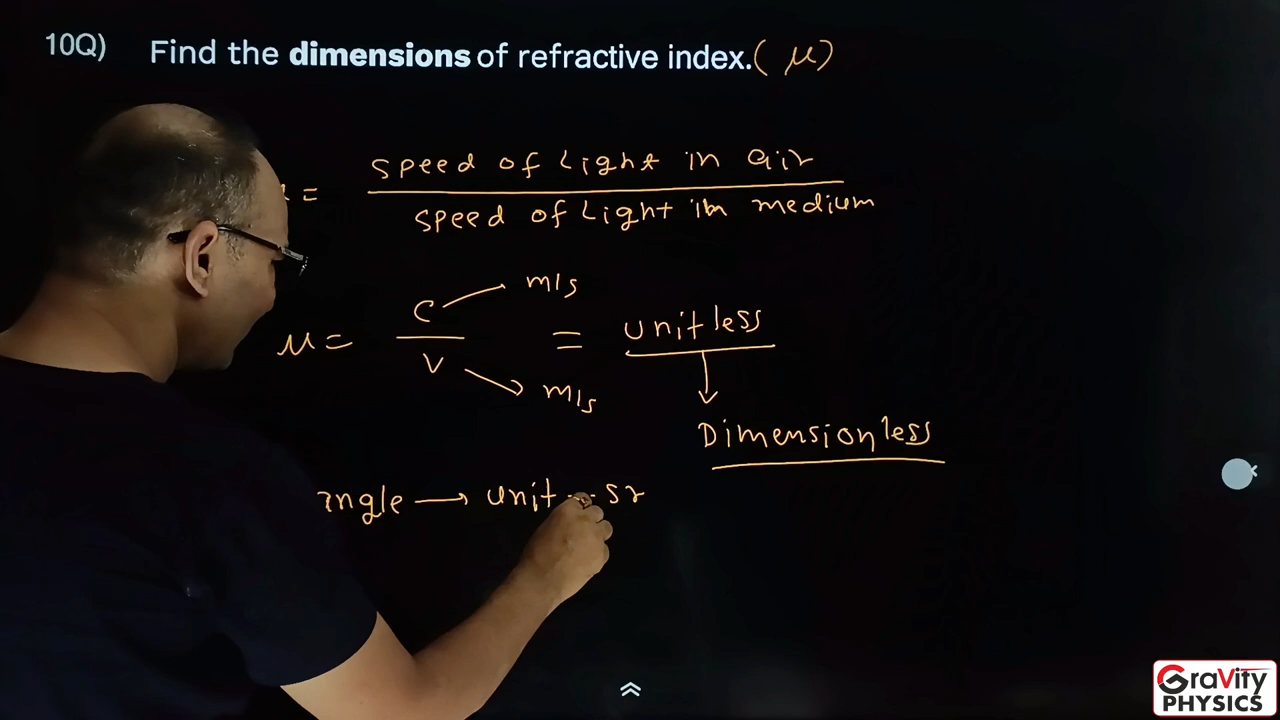 10Q) Find the dimensions of refractive index. ( μ )
= speed of Light in air
speed of Light in medium
μ = c/v = unitless
m/s
m/s
Dimensionless
angle → unit - sr
GraVity
PHYSICS